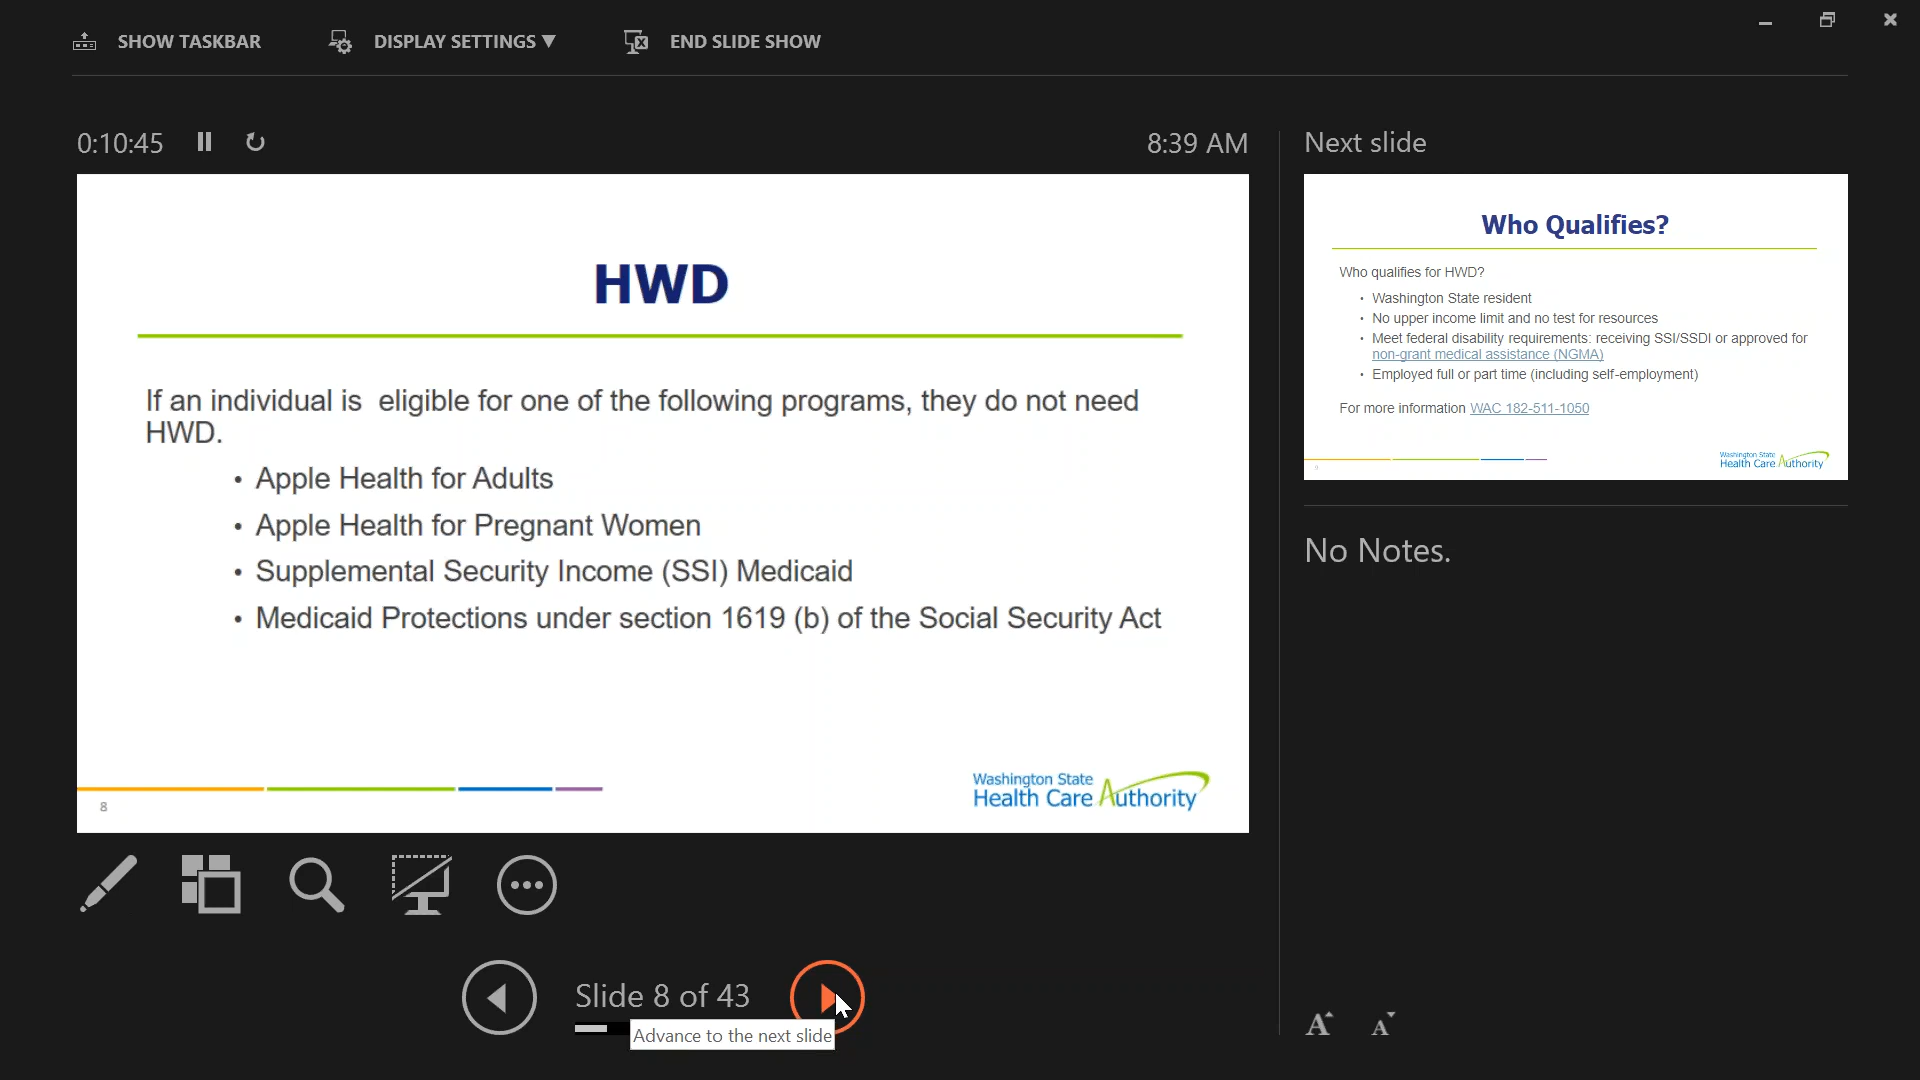 SHOW TASKBAR
DISPLAY SETTINGS ▼
END SLIDE SHOW
0:10:45
8:39 AM
HWD
If an individual is  eligible for one of the following programs, they do not need
HWD.
• Apple Health for Adults
• Apple Health for Pregnant Women
• Supplemental Security Income (SSI) Medicaid
• Medicaid Protections under section 1619 (b) of the Social Security Act
8
Washington State
Health Care Authority
Next slide
Who Qualifies?
Who qualifies for HWD?
• Washington State resident
• No upper income limit and no test for resources
• Meet federal disability requirements: receiving SSI/SSDI or approved for
non-grant medical assistance (NGMA)
• Employed full or part time (including self-employment)
For more information WAC 182-511-1050
Washington State
Health Care Authority
No Notes.
Slide 8 of 43
Advance to the next slide
A
A